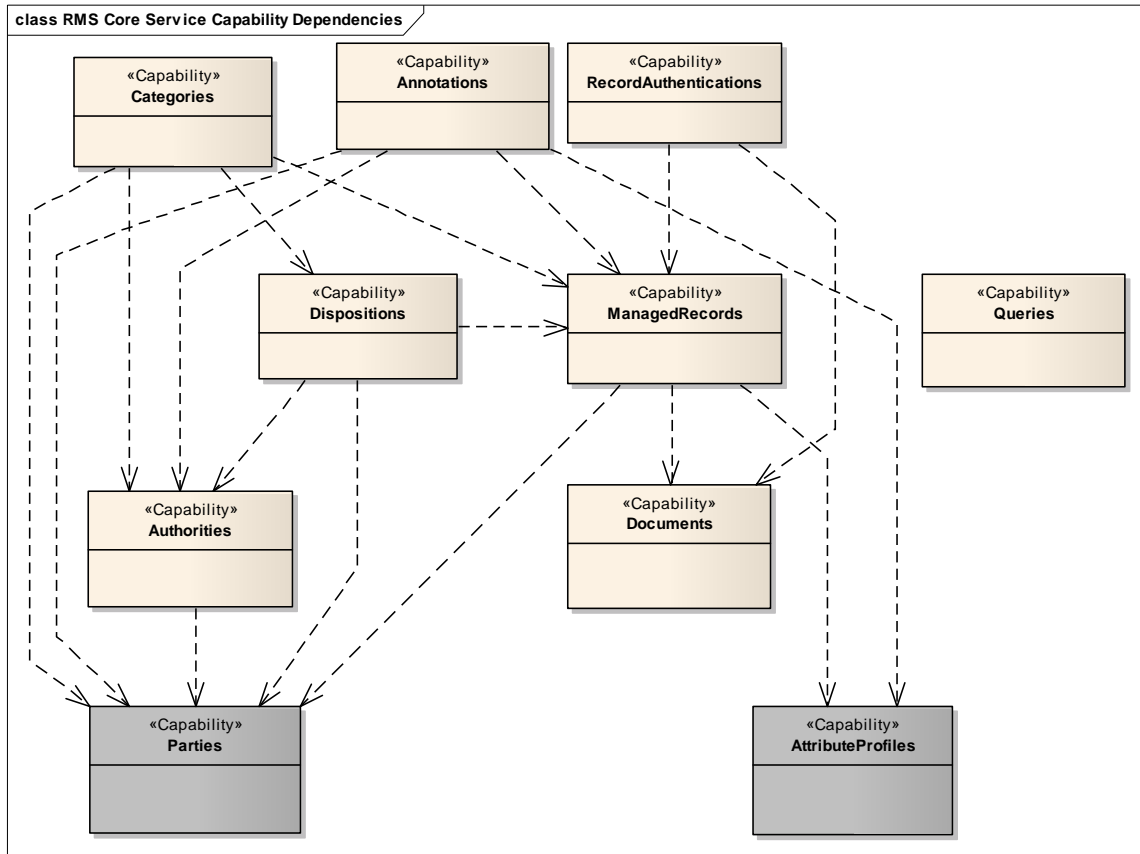 class RMS Core Service Capability Dependencies
«Capability»
Categories
«Capability»
Annotations
«Capability»
RecordAuthentications
«Capability»
Dispositions
«Capability»
ManagedRecords
«Capability»
Queries
«Capability»
Authorities
«Capability»
Documents
«Capability»
Parties
«Capability»
AttributeProfiles